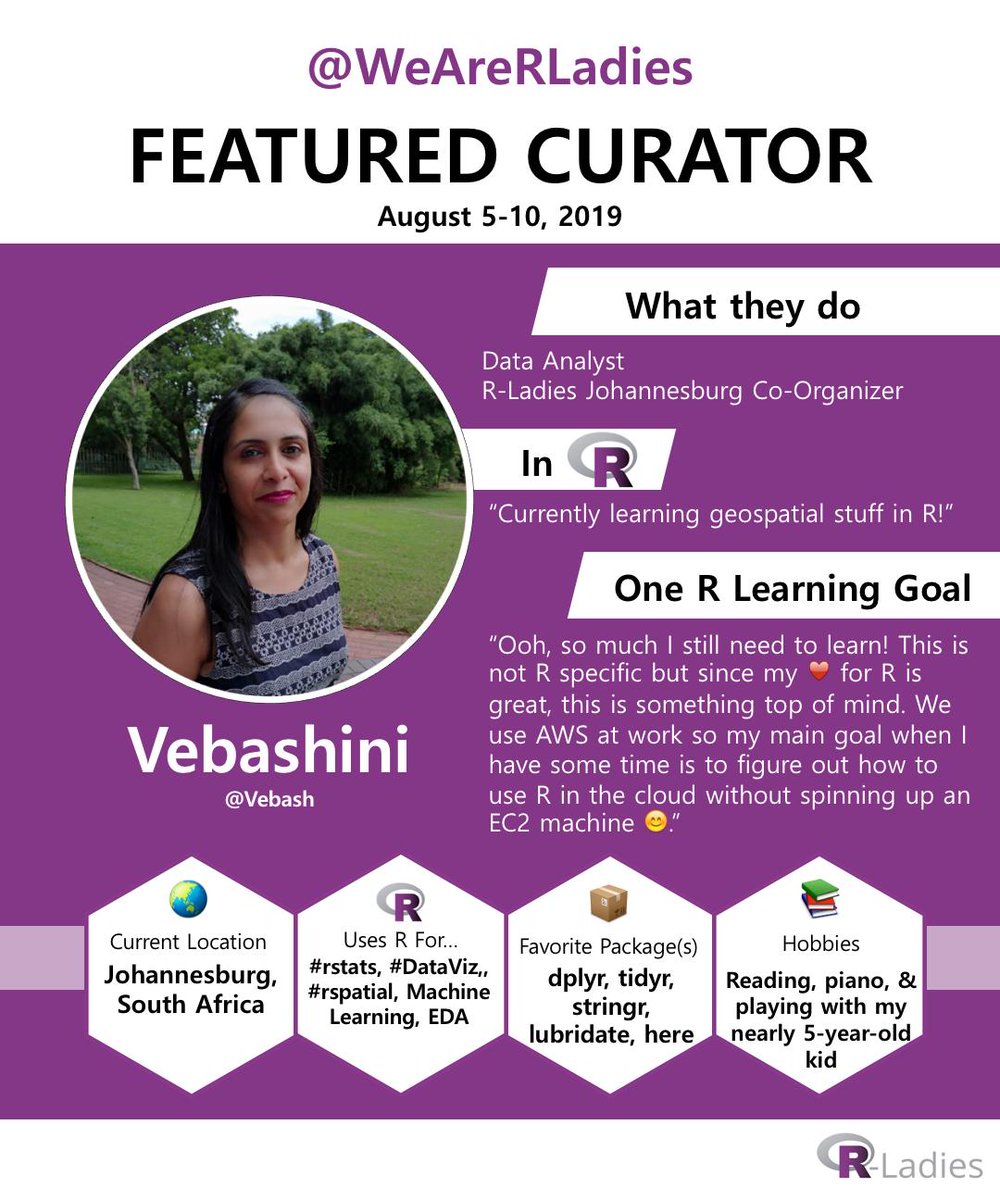 @WeAreRLadies
FEATURED CURATOR
August 5-10, 2019
What they do
Data Analyst
R-Ladies Johannesburg Co-Organizer
In R
“Currently learning geospatial stuff in R!”
One R Learning Goal
“Ooh, so much I still need to learn! This is
not R specific but since my ♥ for R is
great, this is something top of mind. We
use AWS at work so my main goal when I
have some time is to figure out how to
use R in the cloud without spinning up an
EC2 machine 😊.”
Vebashini
@Vebash
Current Location
Johannesburg,
South Africa
R
Uses R For...
#rstats, #DataViz,,
#rspatial, Machine
Learning, EDA
Favorite Package(s)
dplyr, tidyr,
stringr,
lubridate, here
Hobbies
Reading, piano, &
playing with my
nearly 5-year-old
kid
R-Ladies